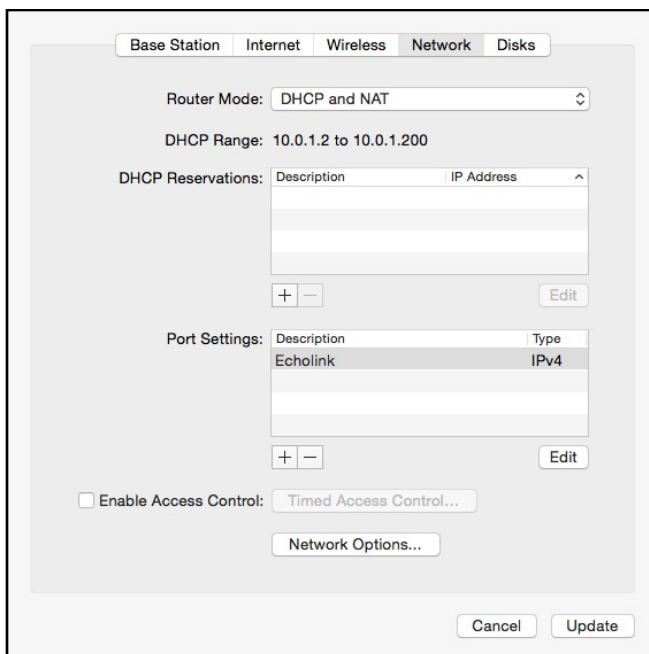 Base Station Internet Wireless Network Disks
Router Mode: DHCP and NAT
DHCP Range: 10.0.1.2 to 10.0.1.200
DHCP Reservations: Description IP Address
Edit
Port Settings: Description Type
Echolink IPv4
Edit
Enable Access Control: Timed Access Control...
Network Options...
Cancel Update